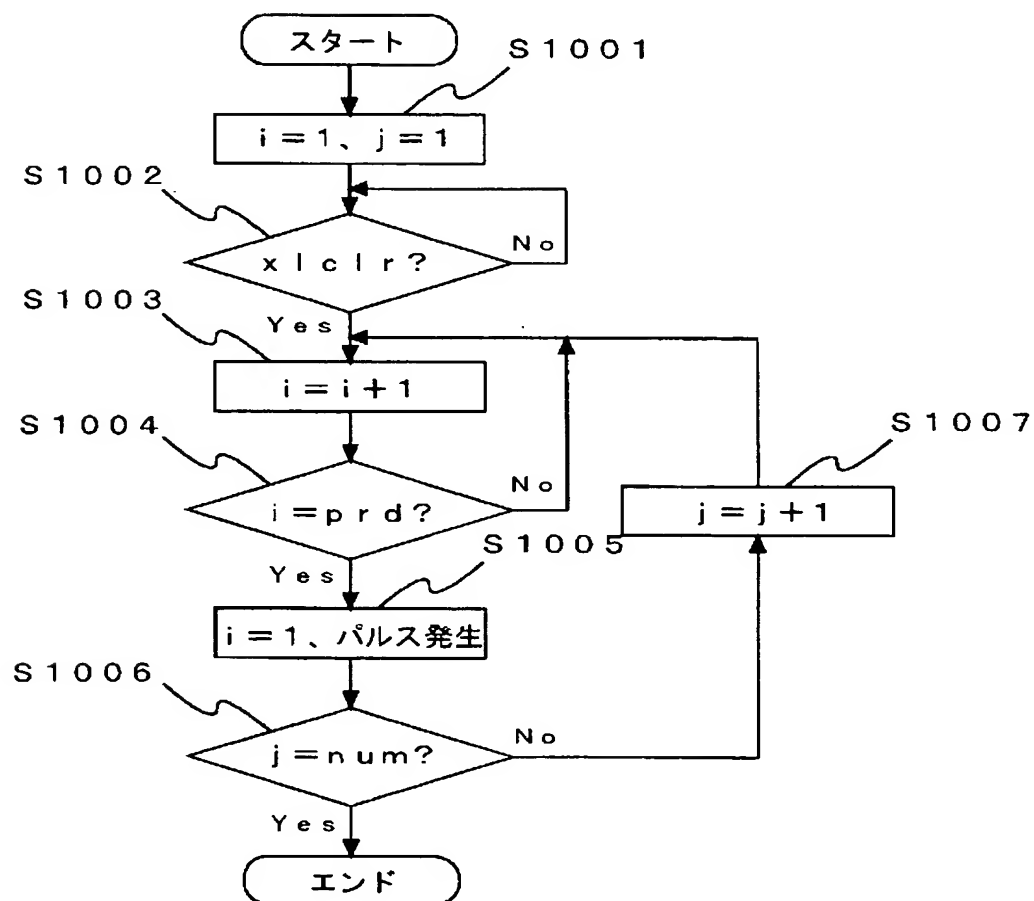 スタート
S1001
i=1、j=1
S1002
xlclr?
No
S1003
Yes
i=i+1
S1004
S1007
i=prd?
No
j=j+1
S1005
Yes
i=1、パルス発生
S1006
j=num?
No
Yes
エンド